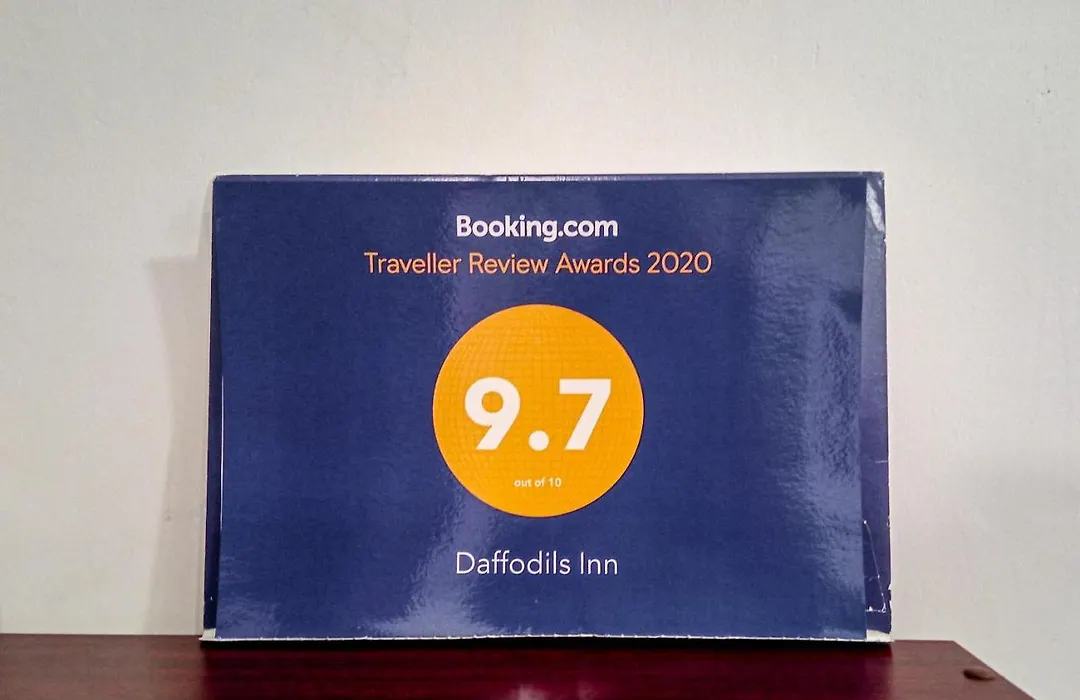 Booking.com
Traveller Review Awards 2020
9.7
out of 10
Daffodils Inn